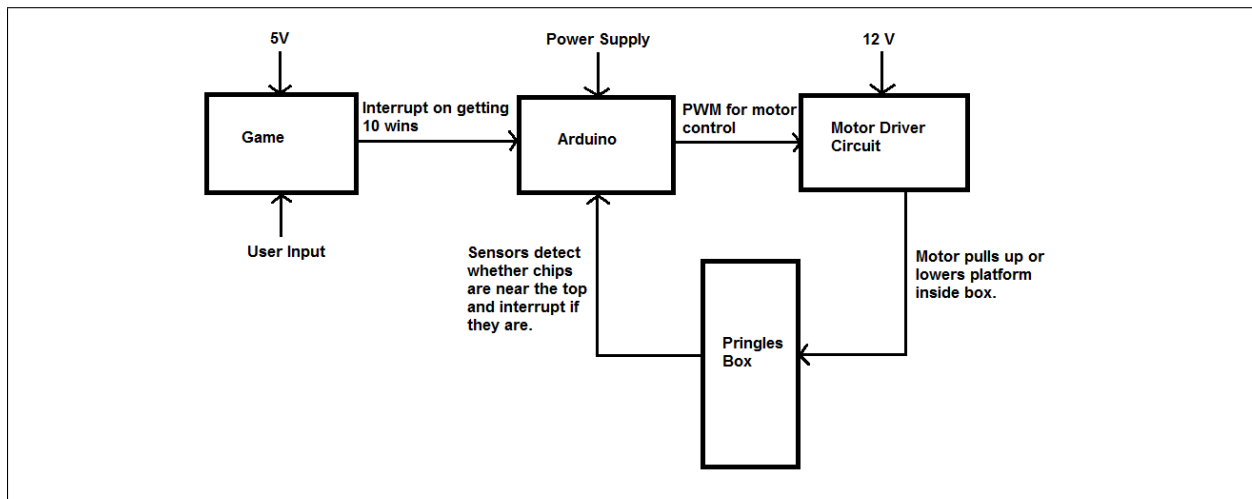 5V
Power Supply
12 V
Interrupt on getting
10 wins
PWM for motor
control
Game
Arduino
Motor Driver
Circuit
User Input
Sensors detect
whether chips
are near the top
and interrupt if
they are.
Motor pulls up or
lowers platform
inside box.
Pringles
Box